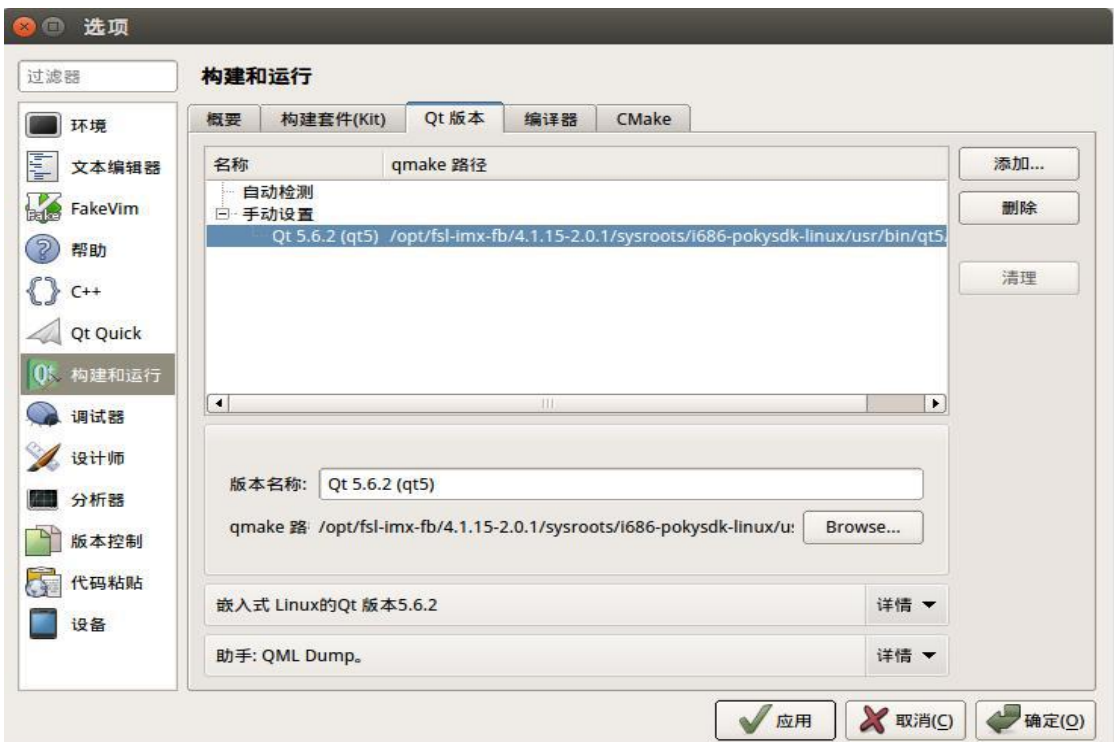 选项
过滤器
构建和运行
环境
文本编辑器
FakeVim
帮助
C++
Qt Quick
构建和运行
调试器
设计师
分析器
版本控制
代码粘贴
设备
概要 构建套件(Kit) Qt 版本 编译器 CMake
名称 qmake 路径
自动检测
手动设置
Qt 5.6.2 (qt5) /opt/fsl-imx-fb/4.1.15-2.0.1/sysroots/i686-pokysdk-linux/usr/bin/qt5/
添加...
删除
清理
版本名称: Qt 5.6.2 (qt5)
qmake 路 /opt/fsl-imx-fb/4.1.15-2.0.1/sysroots/i686-pokysdk-linux/u Browse...
嵌入式 Linux的Qt 版本5.6.2 详情
助手: QML Dump。 详情
应用 取消(C) 确定(O)